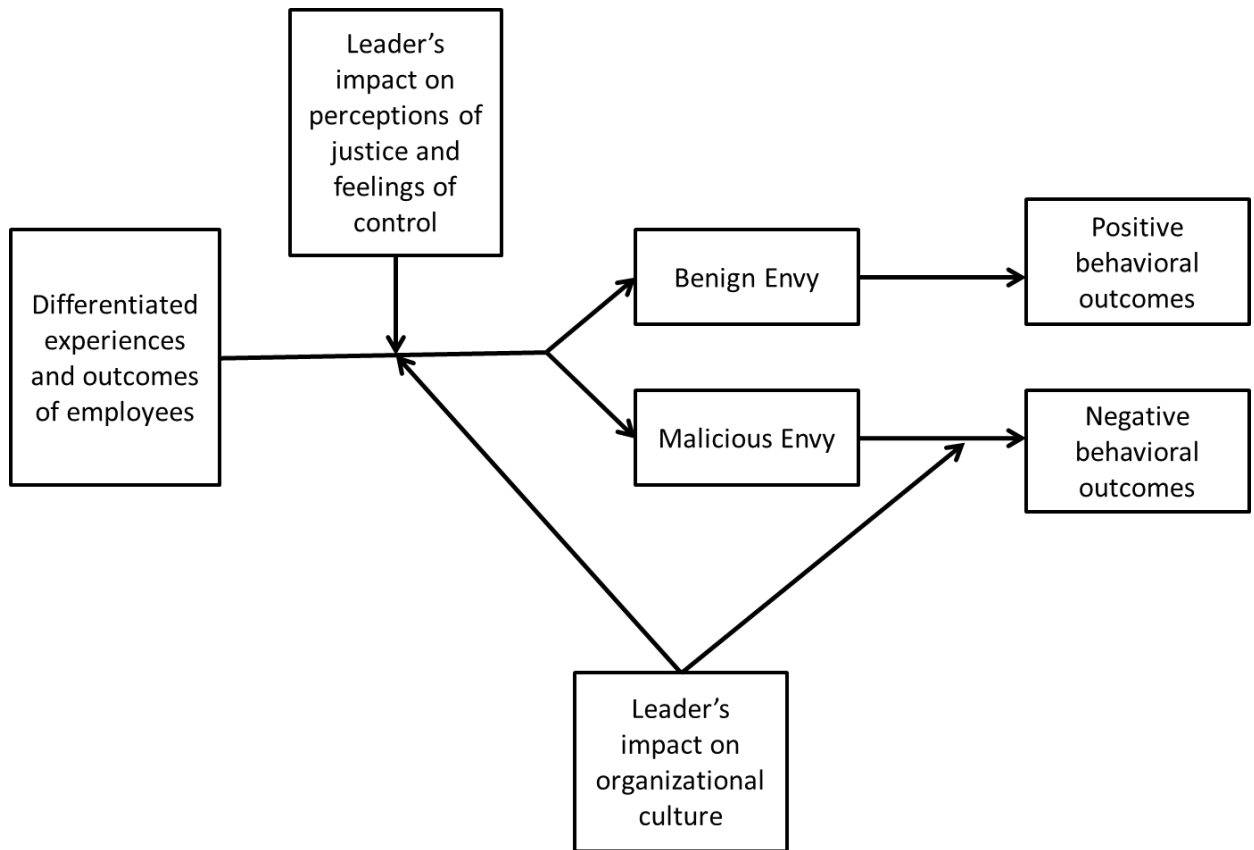 Leader’s
impact on
perceptions of
justice and
feelings of
control
Differentiated
experiences
and outcomes
of employees
Benign Envy
Positive
behavioral
outcomes
Malicious Envy
Negative
behavioral
outcomes
Leader’s
impact on
organizational
culture